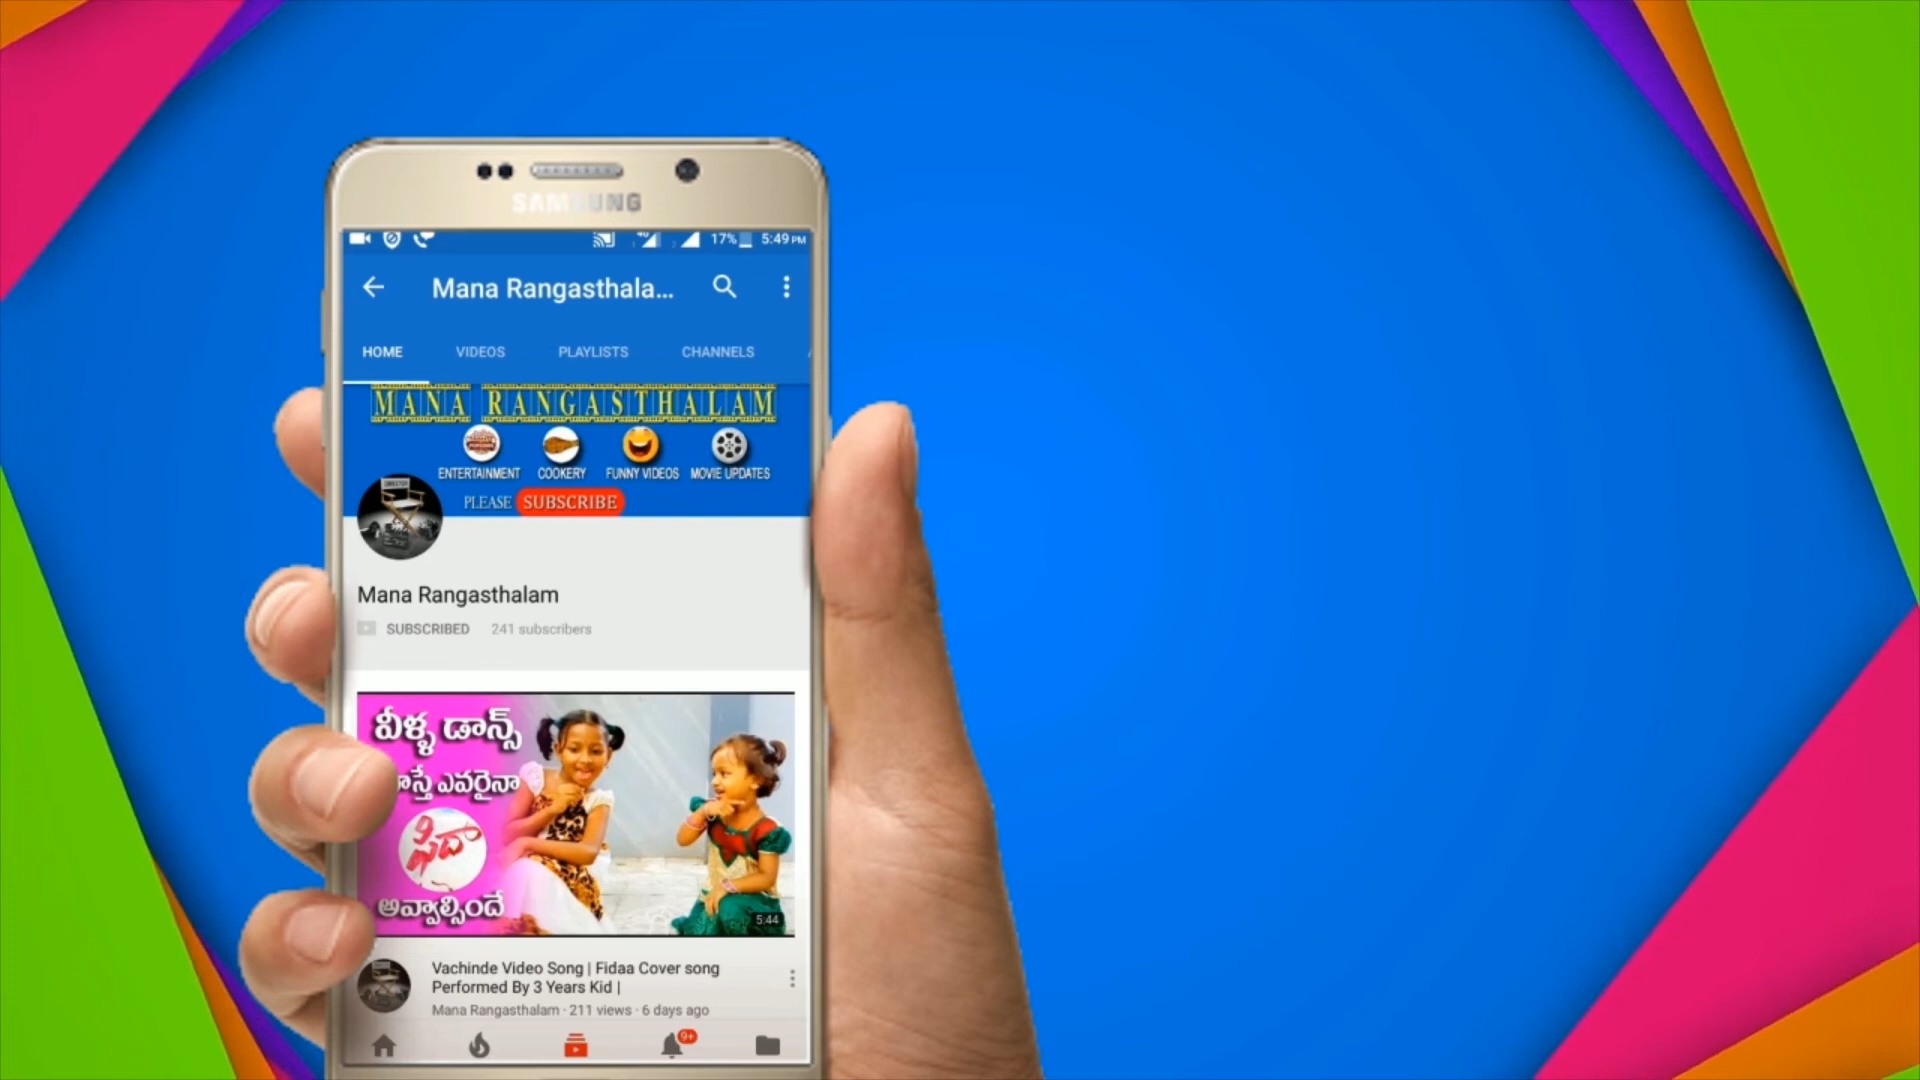 SAMSUNG
17% 5:49 PM
Mana Rangasthala...
HOME VIDEOS PLAYLISTS CHANNELS
MANA RANGASTHALAM
ENTERTAINMENT COOKERY FUNNY VIDEOS MOVIE UPDATES
PLEASE SUBSCRIBE
Mana Rangasthalam
SUBSCRIBED 241 subscribers
వీళ్ళ డాన్స్
ఎవరైనా
ఫిదా
అవ్వాల్సిందే
5:44
Vachinde Video Song | Fidaa Cover song
Performed By 3 Years Kid |
Mana Rangasthalam · 211 views · 6 days ago
9+